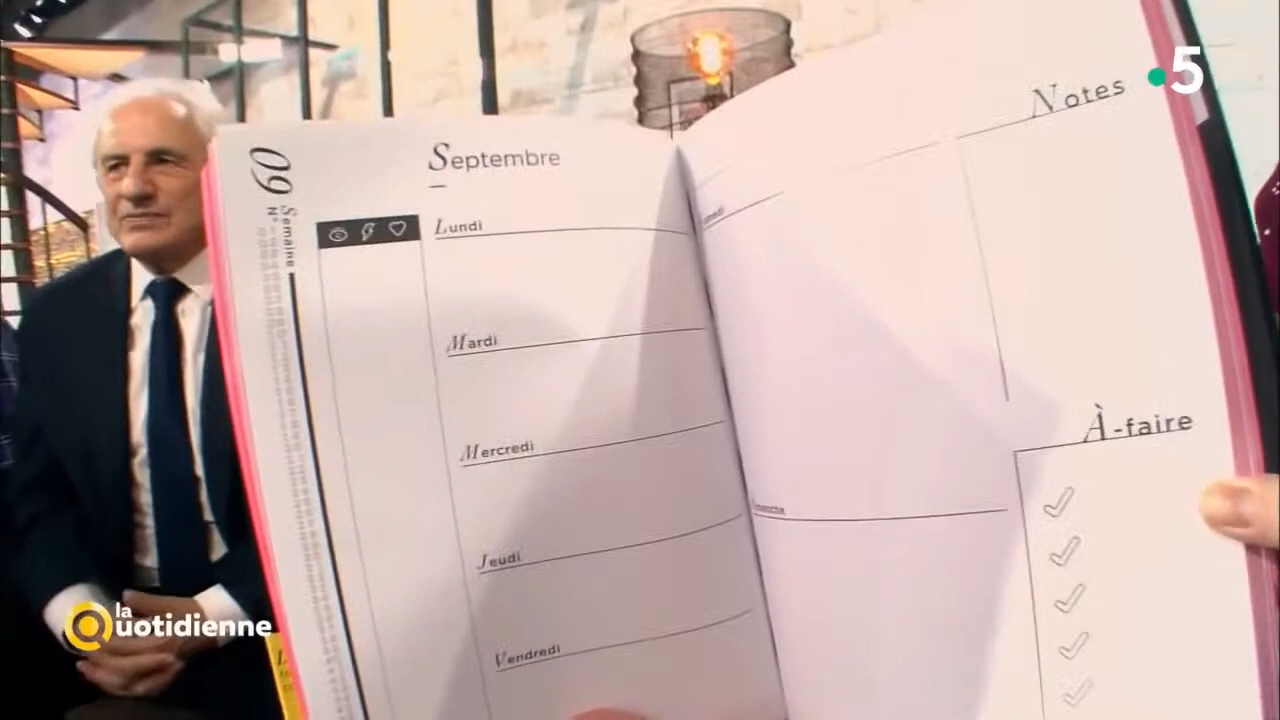 5
09
Semaine
N°
Septembre
Lundi
Mardi
Mercredi
Jeudi
Vendredi
Notes
À-faire
la
Quotidienne